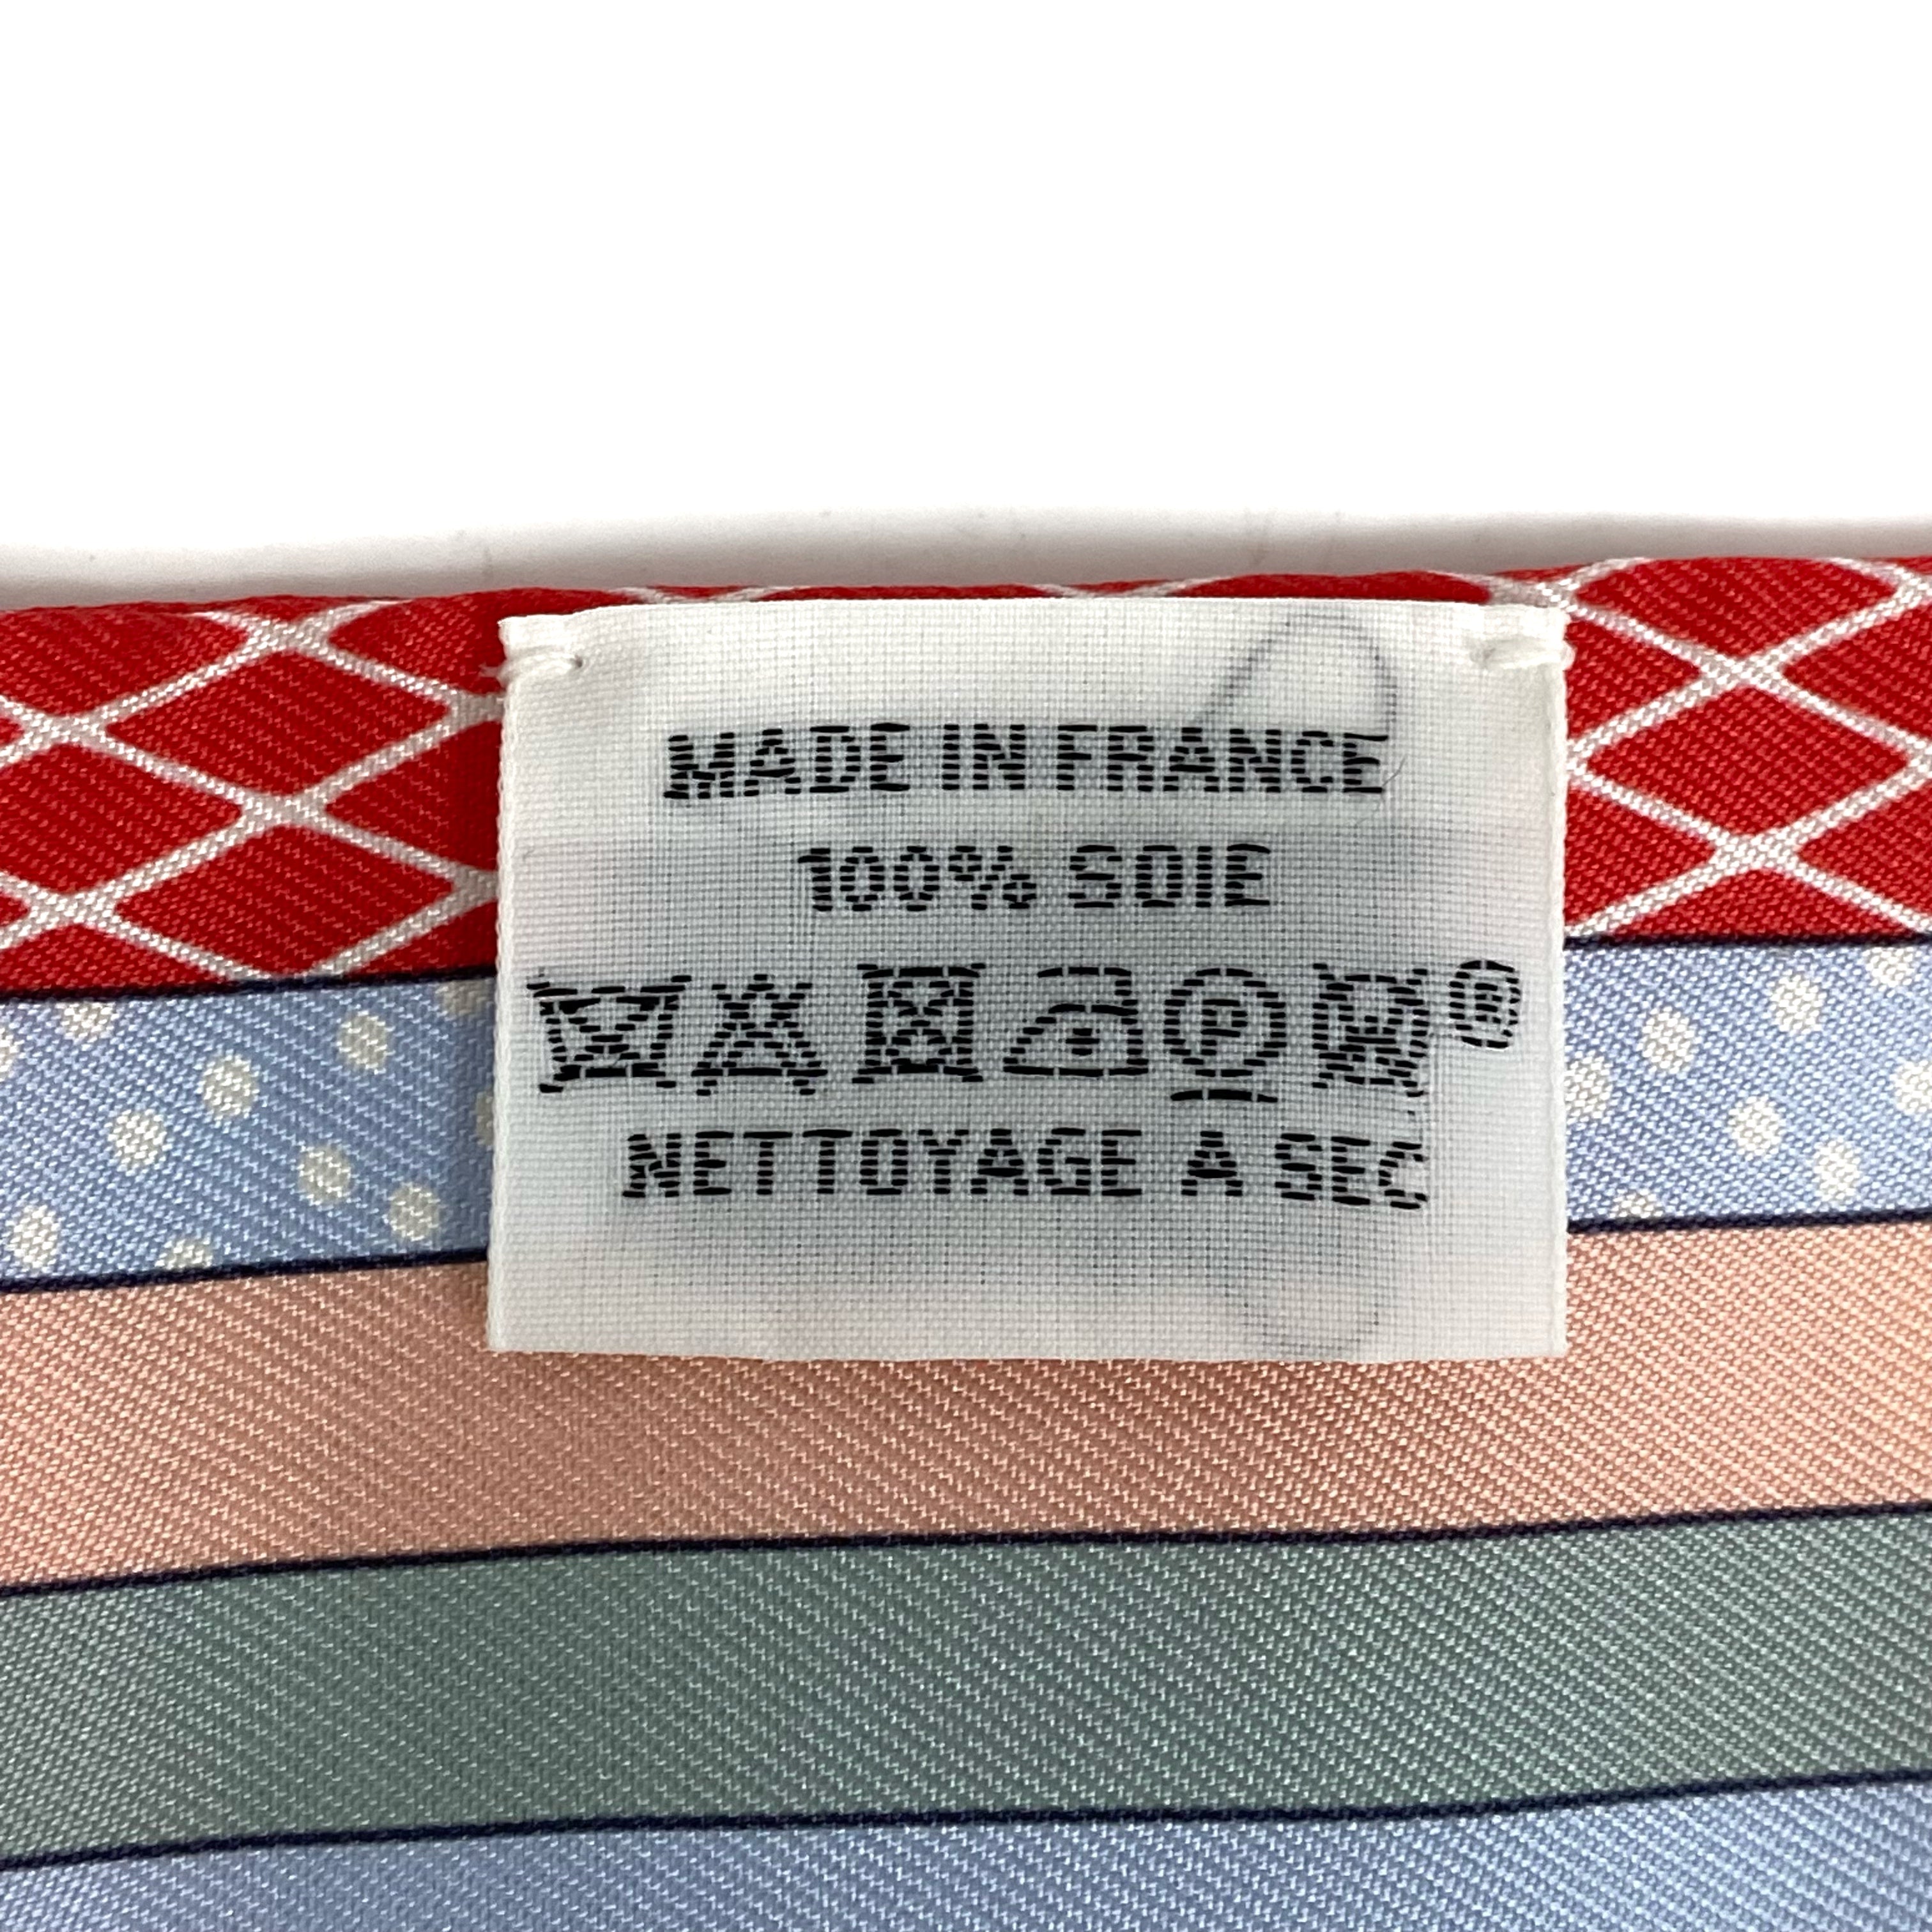 MADE IN FRANCE
100% SOIE
P W ®
NETTOYAGE A SEC